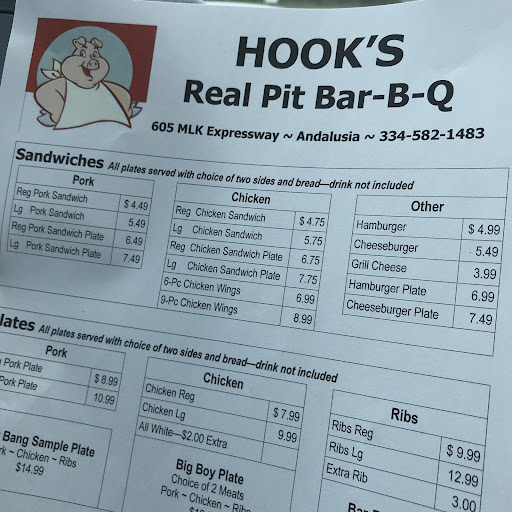 HOOK'S
Real Pit Bar-B-Q
605 MLK Expressway ~ Andalusia ~ 334-582-1483
Sandwiches All plates served with choice of two sides and bread—drink not included
Pork
Reg Pork Sandwich $ 4.49
Lg Pork Sandwich 5.49
Reg Pork Sandwich Plate 6.49
Lg Pork Sandwich Plate 7.49
Chicken
Reg Chicken Sandwich $ 4.75
Lg Chicken Sandwich 5.75
Reg Chicken Sandwich Plate 6.75
Lg Chicken Sandwich Plate 7.75
6-Pc Chicken Wings 6.99
9-Pc Chicken Wings 8.99
Other
Hamburger $ 4.99
Cheeseburger 5.49
Grill Cheese 3.99
Hamburger Plate 6.99
Cheeseburger Plate 7.49
lates All plates served with choice of two sides and bread—drink not included
Pork
Pork Plate $ 8.99
Pork Plate 10.99
Bang Sample Plate
rk ~ Chicken ~ Ribs
$14.99
Chicken
Chicken Reg $ 7.99
Chicken Lg 9.99
All White—$2.00 Extra
Big Boy Plate
Choice of 2 Meats
Pork ~ Chicken ~ Ribs
Ribs
Ribs Reg $ 9.99
Ribs Lg 12.99
Extra Rib 3.00